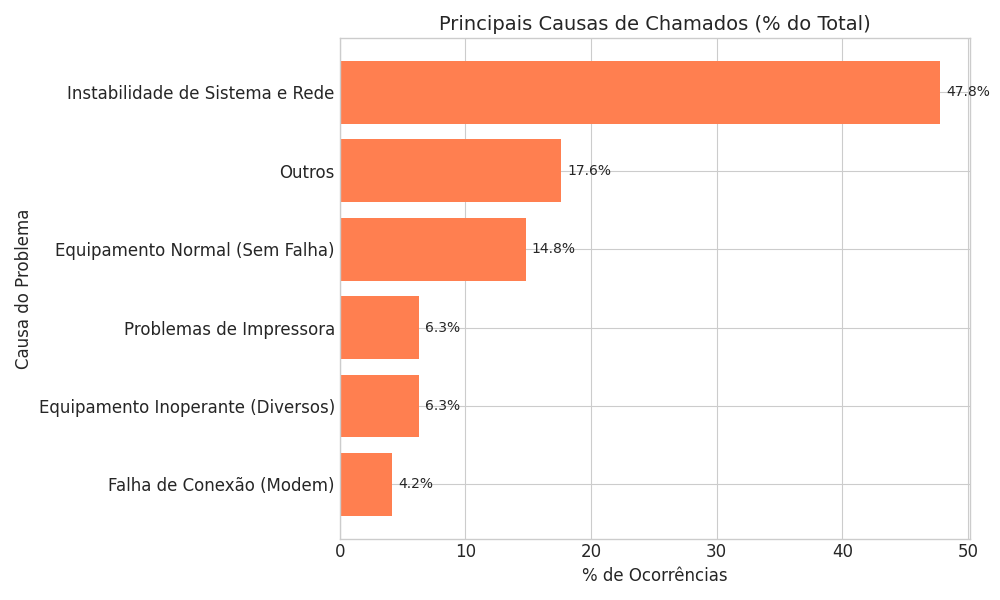 Principais Causas de Chamados (% do Total)
Causa do Problema
Instabilidade de Sistema e Rede 47.8%
Outros 17.6%
Equipamento Normal (Sem Falha) 14.8%
Problemas de Impressora 6.3%
Equipamento Inoperante (Diversos) 6.3%
Falha de Conexão (Modem) 4.2%
0 10 20 30 40 50
% de Ocorrências